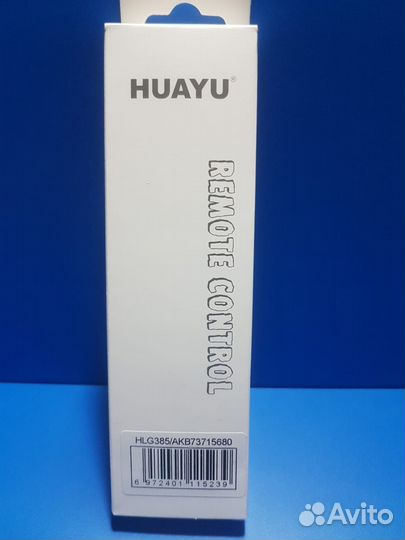 HUAYU®
REMOTE CONTROL
HLG385/AKB73715680
6 972401 115239
Avito